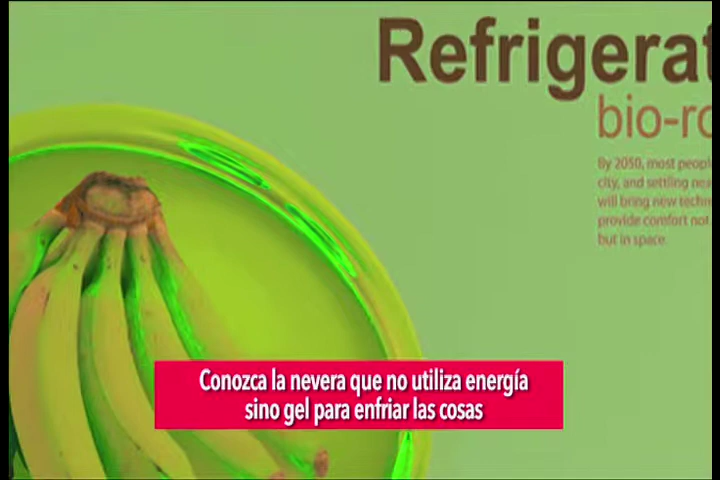 Refrigerat
bio-ro
By 2050, most peopl
city, and settling nea
will bring new techn
provide comfort not
but in space.
Conozca la nevera que no utiliza energía
sino gel para enfriar las cosas